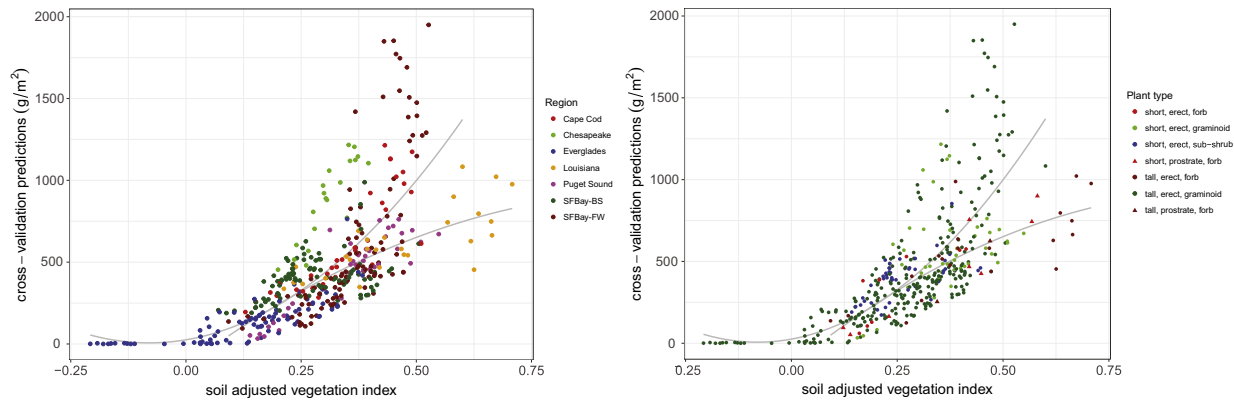 2000
1500
1000
500
0
cross−validation predictions (g/m²)
−0.25 0.00 0.25 0.50 0.75
soil adjusted vegetation index
Region
Cape Cod
Chesapeake
Everglades
Louisiana
Puget Sound
SFBay−BS
SFBay−FW
2000
1500
1000
500
0
cross−validation predictions (g/m²)
0.25 0.00 0.25 0.50 0.75
soil adjusted vegetation index
Plant type
short, erect, forb
short, erect, graminoid
short, erect, sub−shrub
short, prostrate, forb
tall, erect, forb
tall, erect, graminoid
tall, prostrate, forb